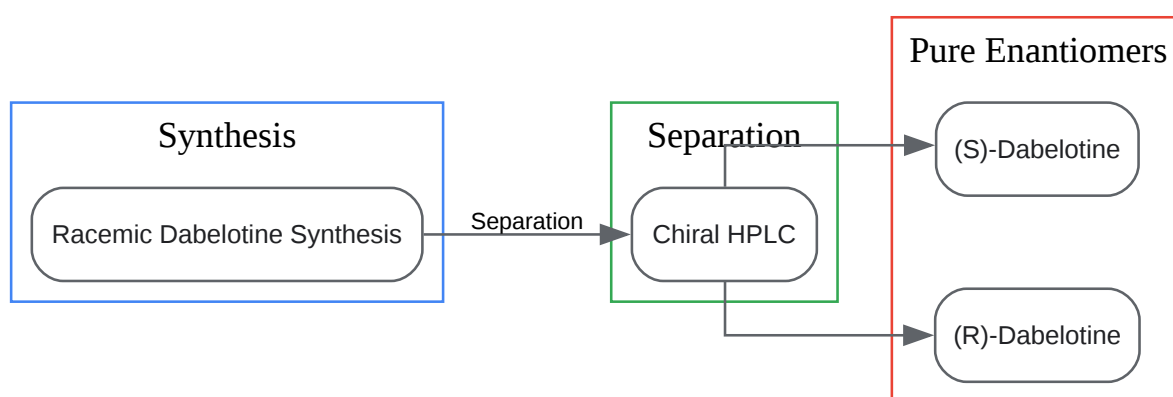 Pure Enantiomers
Synthesis
Separation
(S)-Dabelotine
Racemic Dabelotine Synthesis
Separation
Chiral HPLC
(R)-Dabelotine